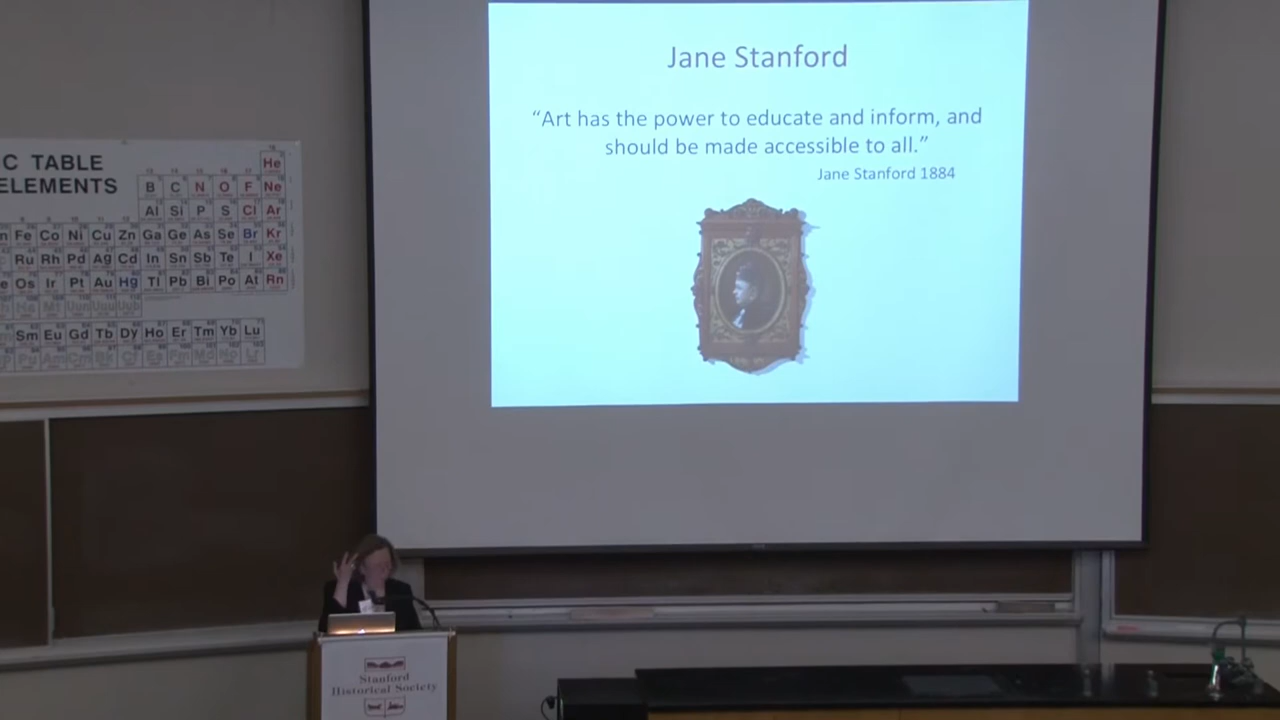 Jane Stanford
“Art has the power to educate and inform, and
should be made accessible to all.”
Jane Stanford 1884
C TABLE
ELEMENTS
He
B C N O F Ne
Al Si P S Cl Ar
Fe Co Ni Cu Zn Ga Ge As Se Br Kr
Ru Rh Pd Ag Cd In Sn Sb Te I Xe
Os Ir Pt Au Hg Tl Pb Bi Po At Rn
Sm Eu Gd Tb Dy Ho Er Tm Yb Lu
Stanford
Historical Society